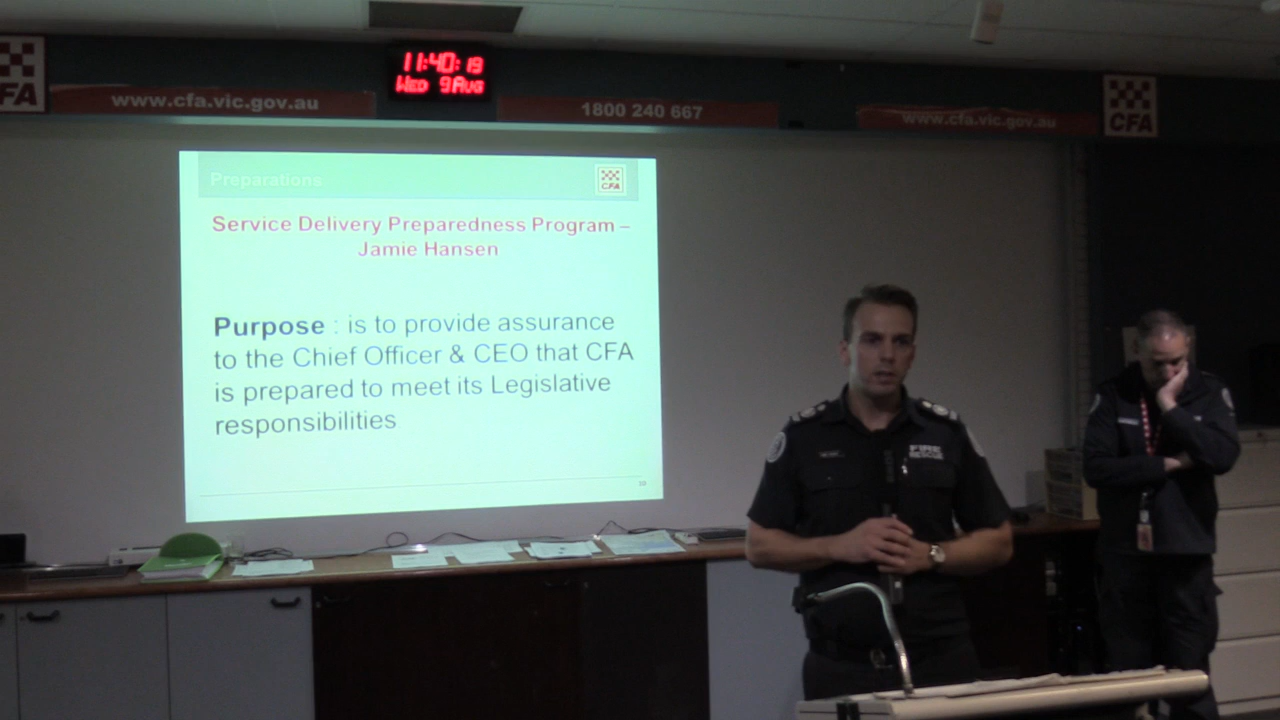 11:40:19
WED 9AUG
CFA
www.cfa.vic.gov.au
1800 240 667
www.cfa.vic.gov.au
CFA
Preparations
CFA
Service Delivery Preparedness Program –
Jamie Hansen
Purpose : is to provide assurance
to the Chief Officer & CEO that CFA
is prepared to meet its Legislative
responsibilities
FIRE
RESCUE